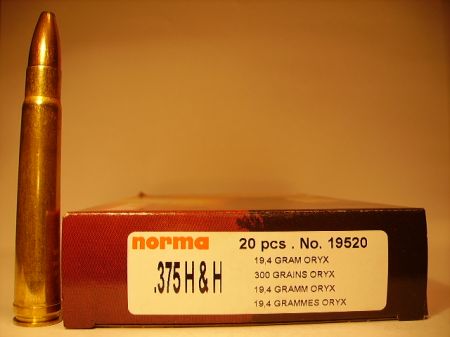 norma 20 pcs . No. 19520
.375 H & H
19,4 GRAM ORYX
300 GRAINS ORYX
19,4 GRAMM ORYX
19,4 GRAMMES ORYX